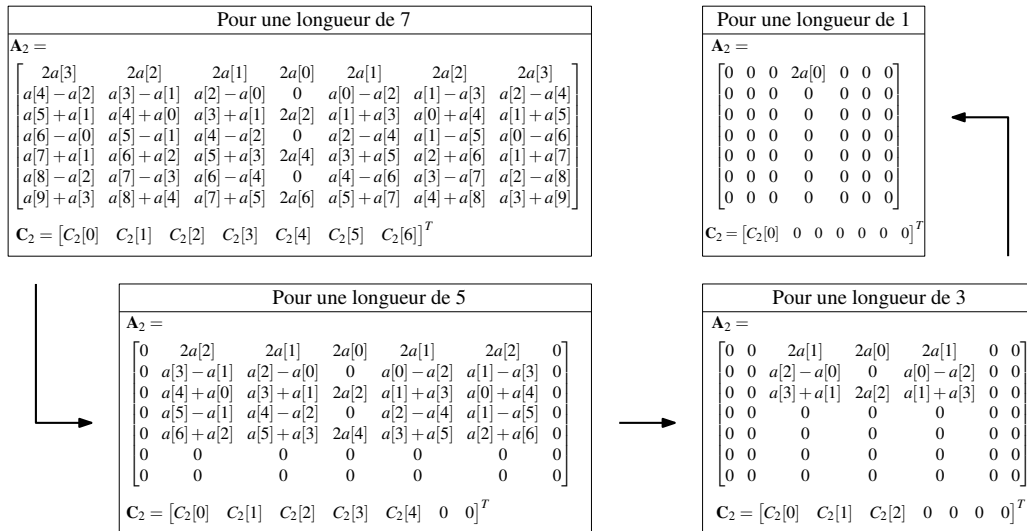 Pour une longueur de 7
A₂ =
2a[3] 2a[2] 2a[1] 2a[0] 2a[1] 2a[2] 2a[3]
a[4]−a[2] a[3]−a[1] a[2]−a[0] 0 a[0]−a[2] a[1]−a[3] a[2]−a[4]
a[5]+a[1] a[4]+a[0] a[3]+a[1] 2a[2] a[1]+a[3] a[0]+a[4] a[1]+a[5]
a[6]−a[0] a[5]−a[1] a[4]−a[2] 0 a[2]−a[4] a[1]−a[5] a[0]−a[6]
a[7]+a[1] a[6]+a[2] a[5]+a[3] 2a[4] a[3]+a[5] a[2]+a[6] a[1]+a[7]
a[8]−a[2] a[7]−a[3] a[6]−a[4] 0 a[4]−a[6] a[3]−a[7] a[2]−a[8]
a[9]+a[3] a[8]+a[4] a[7]+a[5] 2a[6] a[5]+a[7] a[4]+a[8] a[3]+a[9]
C₂ = [C₂[0] C₂[1] C₂[2] C₂[3] C₂[4] C₂[5] C₂[6]]ᵀ
Pour une longueur de 1
A₂ =
0 0 0 2a[0] 0 0 0
0 0 0 0 0 0 0
0 0 0 0 0 0 0
0 0 0 0 0 0 0
0 0 0 0 0 0 0
0 0 0 0 0 0 0
0 0 0 0 0 0 0
C₂ = [C₂[0] 0 0 0 0 0 0]ᵀ
Pour une longueur de 5
A₂ =
0 2a[2] 2a[1] 2a[0] 2a[1] 2a[2] 0
0 a[3]−a[1] a[2]−a[0] 0 a[0]−a[2] a[1]−a[3] 0
0 a[4]+a[0] a[3]+a[1] 2a[2] a[1]+a[3] a[0]+a[4] 0
0 a[5]−a[1] a[4]−a[2] 0 a[2]−a[4] a[1]−a[5] 0
0 a[6]+a[2] a[5]+a[3] 2a[4] a[3]+a[5] a[2]+a[6] 0
0 0 0 0 0 0 0
0 0 0 0 0 0 0
C₂ = [C₂[0] C₂[1] C₂[2] C₂[3] C₂[4] 0 0]ᵀ
Pour une longueur de 3
A₂ =
0 0 2a[1] 2a[0] 2a[1] 0 0
0 0 a[2]−a[0] 0 a[0]−a[2] 0 0
0 0 a[3]+a[1] 2a[2] a[1]+a[3] 0 0
0 0 0 0 0 0 0
0 0 0 0 0 0 0
0 0 0 0 0 0 0
0 0 0 0 0 0 0
C₂ = [C₂[0] C₂[1] C₂[2] 0 0 0 0]ᵀ